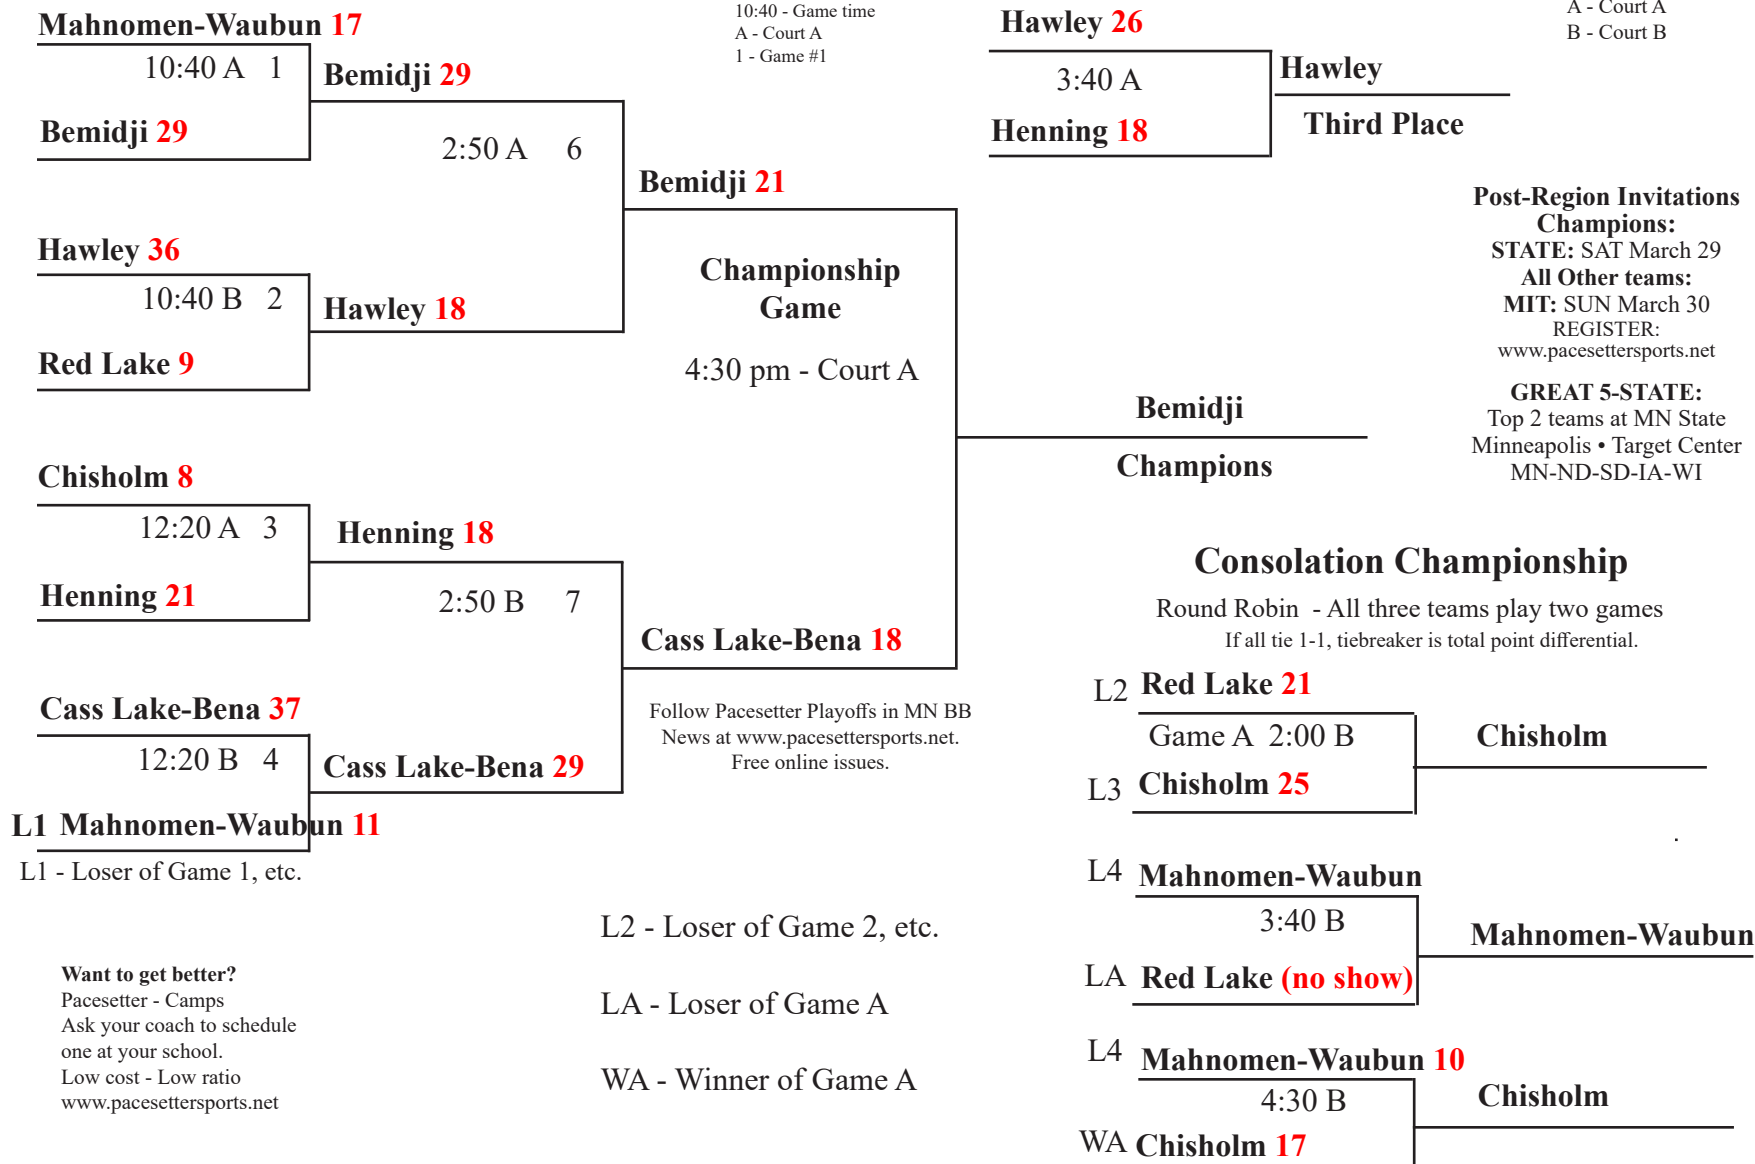 10:40 - Game time
A - Court A
1 - Game #1
A - Court A
B - Court B
Mahnomen-Waubun 17
10:40 A 1
Bemidji 29
Bemidji 29
2:50 A 6
Hawley 36
10:40 B 2
Red Lake 9
Hawley 18
Bemidji 21
Championship
Game
4:30 pm - Court A
Chisholm 8
12:20 A 3
Henning 21
Henning 18
2:50 B 7
Cass Lake-Bena 37
12:20 B 4
L1 Mahnomen-Waubun 11
L1 - Loser of Game 1, etc.
Cass Lake-Bena 29
Cass Lake-Bena 18
Bemidji
Champions
Hawley 26
3:40 A
Henning 18
Hawley
Third Place
Post-Region Invitations
Champions:
STATE: SAT March 29
All Other teams:
MIT: SUN March 30
REGISTER:
www.pacesettersports.net
GREAT 5-STATE:
Top 2 teams at MN State
Minneapolis • Target Center
MN-ND-SD-IA-WI
Follow Pacesetter Playoffs in MN BB
News at www.pacesettersports.net.
Free online issues.
Consolation Championship
Round Robin - All three teams play two games
If all tie 1-1, tiebreaker is total point differential.
L2 Red Lake 21
Game A 2:00 B
L3 Chisholm 25
Chisholm
L4 Mahnomen-Waubun
3:40 B
LA Red Lake (no show)
Mahnomen-Waubun
L4 Mahnomen-Waubun 10
4:30 B
WA Chisholm 17
Chisholm
L2 - Loser of Game 2, etc.
LA - Loser of Game A
WA - Winner of Game A
Want to get better?
Pacesetter - Camps
Ask your coach to schedule
one at your school.
Low cost - Low ratio
www.pacesettersports.net